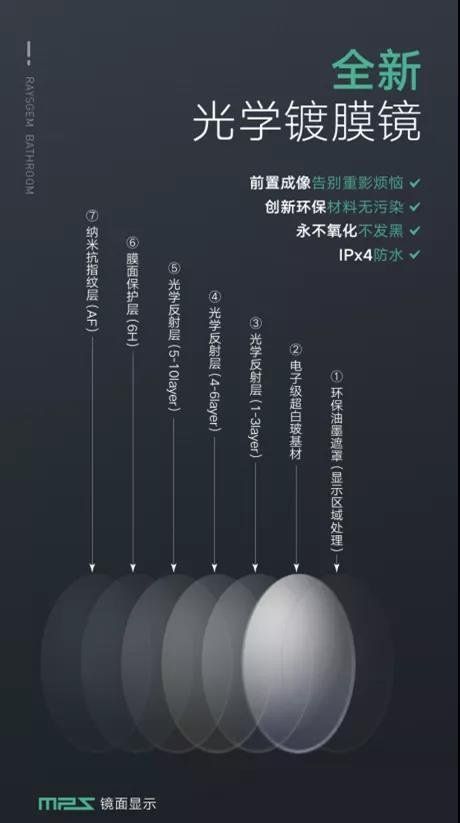 RAYSGEM BATHROOM
全新
光学镀膜镜
前置成像告别重影烦恼
创新环保材料无污染
永不氧化不发黑
IPx4防水
⑦ 纳米抗指纹层 (AF)
⑥ 膜面保护层 (6H)
⑤ 光学反射层 (5-10layer)
④ 光学反射层 (4-6layer)
③ 光学反射层 (1-3layer)
② 电子级超白玻基材
① 环保油墨遮罩 (显示区域处理)
MPS 镜面显示